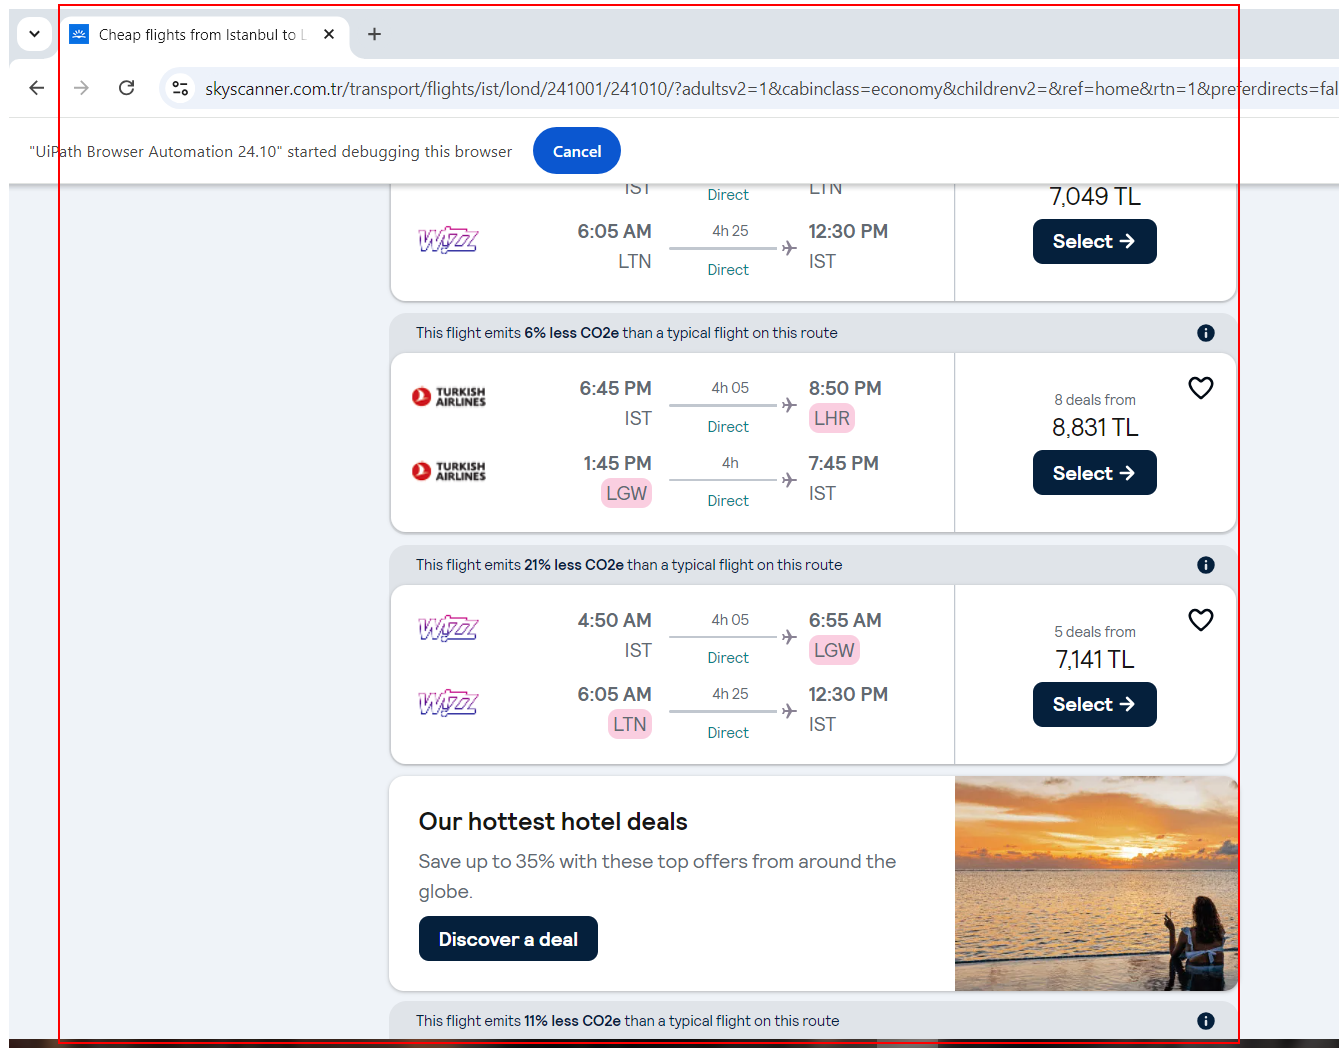 Cheap flights from Istanbul to L
skyscanner.com.tr/transport/flights/ist/lond/241001/241010/?adultsv2=1&cabinclass=economy&childrenv2=&ref=home&rtn=1&preferdirects=fal
"UiPath Browser Automation 24.10" started debugging this browser
Cancel
IST
Direct
LTN
7,049 TL
Select →
WIZZ
6:05 AM
4h 25
12:30 PM
LTN
Direct
IST
This flight emits 6% less CO2e than a typical flight on this route
TURKISH
AIRLINES
6:45 PM
4h 05
8:50 PM
IST
Direct
LHR
TURKISH
AIRLINES
1:45 PM
4h
7:45 PM
LGW
Direct
IST
8 deals from
8,831 TL
Select →
This flight emits 21% less CO2e than a typical flight on this route
WIZZ
4:50 AM
4h 05
6:55 AM
IST
Direct
LGW
WIZZ
6:05 AM
4h 25
12:30 PM
LTN
Direct
IST
5 deals from
7,141 TL
Select →
Our hottest hotel deals
Save up to 35% with these top offers from around the
globe.
Discover a deal
This flight emits 11% less CO2e than a typical flight on this route